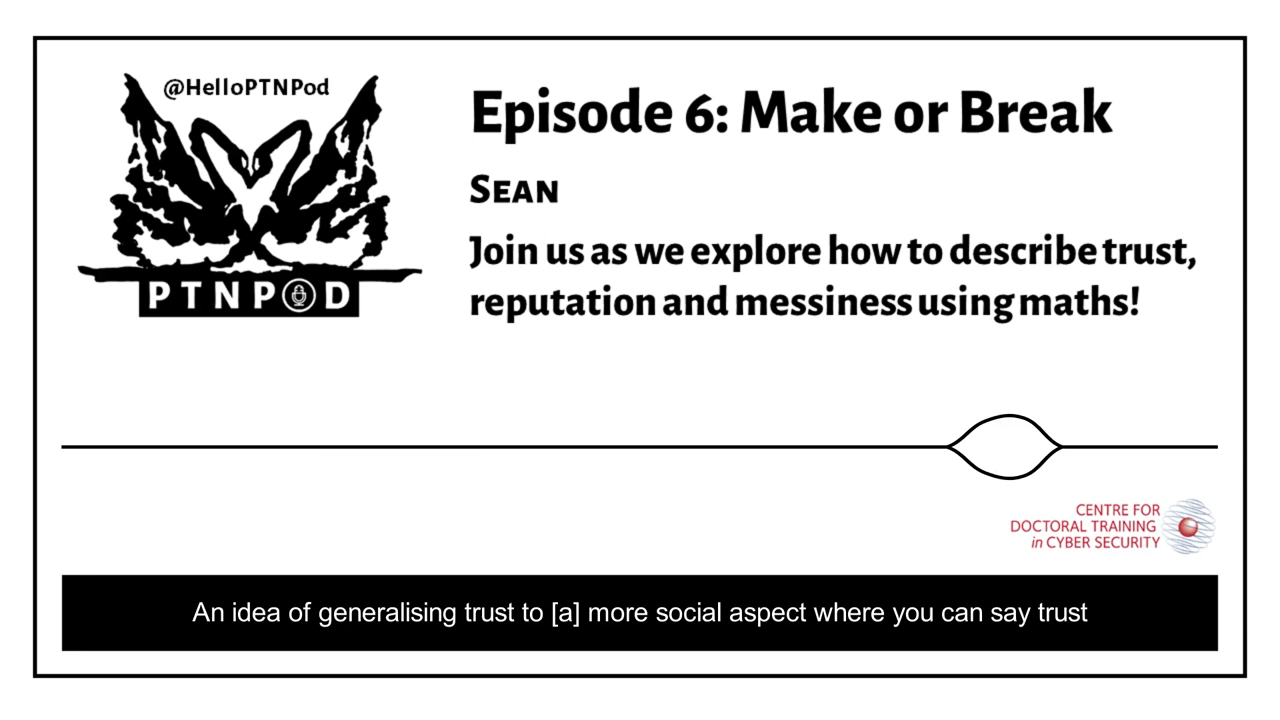 @HelloPTNPod
PTNPOD
Episode 6: Make or Break
SEAN
Join us as we explore how to describe trust,
reputation and messiness using maths!
CENTRE FOR
DOCTORAL TRAINING
in CYBER SECURITY
An idea of generalising trust to [a] more social aspect where you can say trust